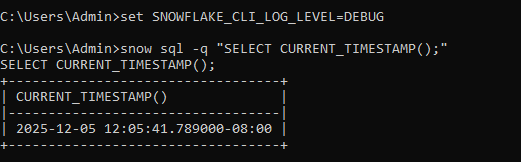 C:\Users\Admin>set SNOWFLAKE_CLI_LOG_LEVEL=DEBUG
C:\Users\Admin>snow sql -q "SELECT CURRENT_TIMESTAMP();"
SELECT CURRENT_TIMESTAMP();
+----------------------------------+
| CURRENT_TIMESTAMP()              |
|----------------------------------|
| 2025-12-05 12:05:41.789000-08:00 |
+----------------------------------+